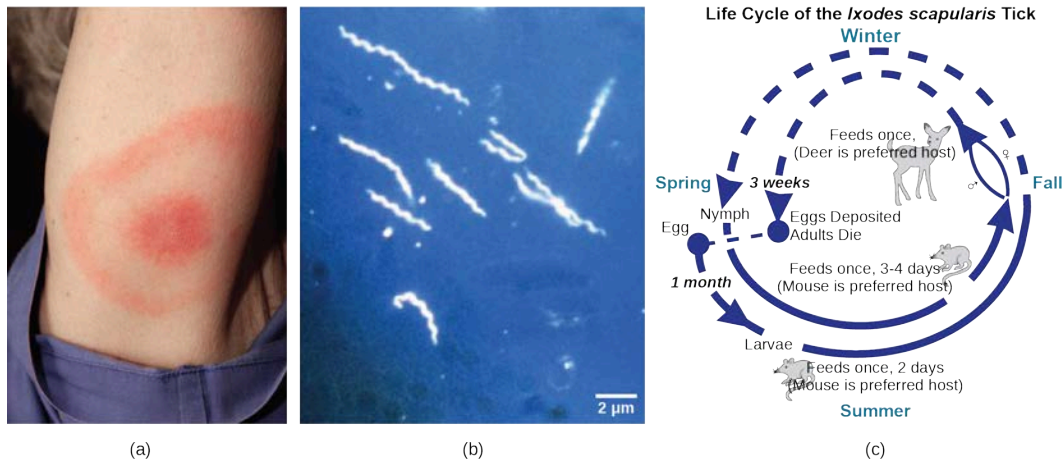 Life Cycle of the Ixodes scapularis Tick
Winter
Feeds once,
(Deer is preferred host)
♀
♂
Spring
3 weeks
Fall
Nymph
Egg
Eggs Deposited
Adults Die
1 month
Feeds once, 3-4 days
(Mouse is preferred host)
Larvae
Feeds once, 2 days
(Mouse is preferred host)
Summer
2 µm
(a)
(b)
(c)